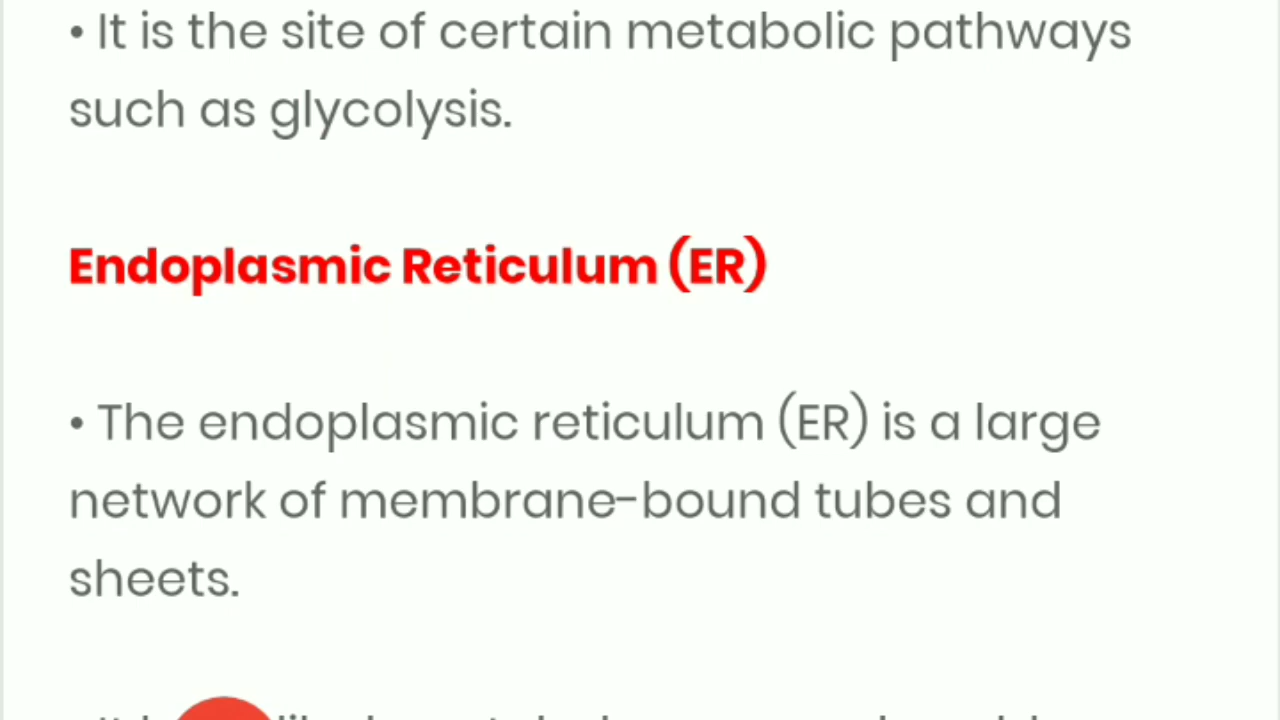 • It is the site of certain metabolic pathways
such as glycolysis.
Endoplasmic Reticulum (ER)
• The endoplasmic reticulum (ER) is a large
network of membrane-bound tubes and
sheets.